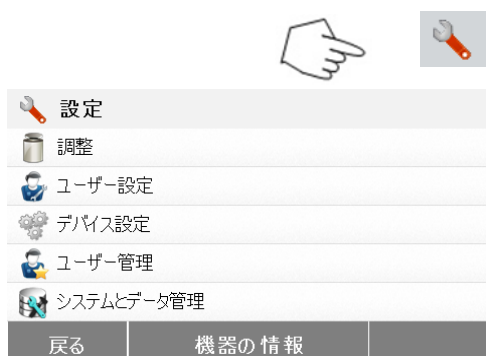 設定
調整
ユーザー設定
デバイス設定
ユーザー管理
システムとデータ管理
戻る 機器の情報